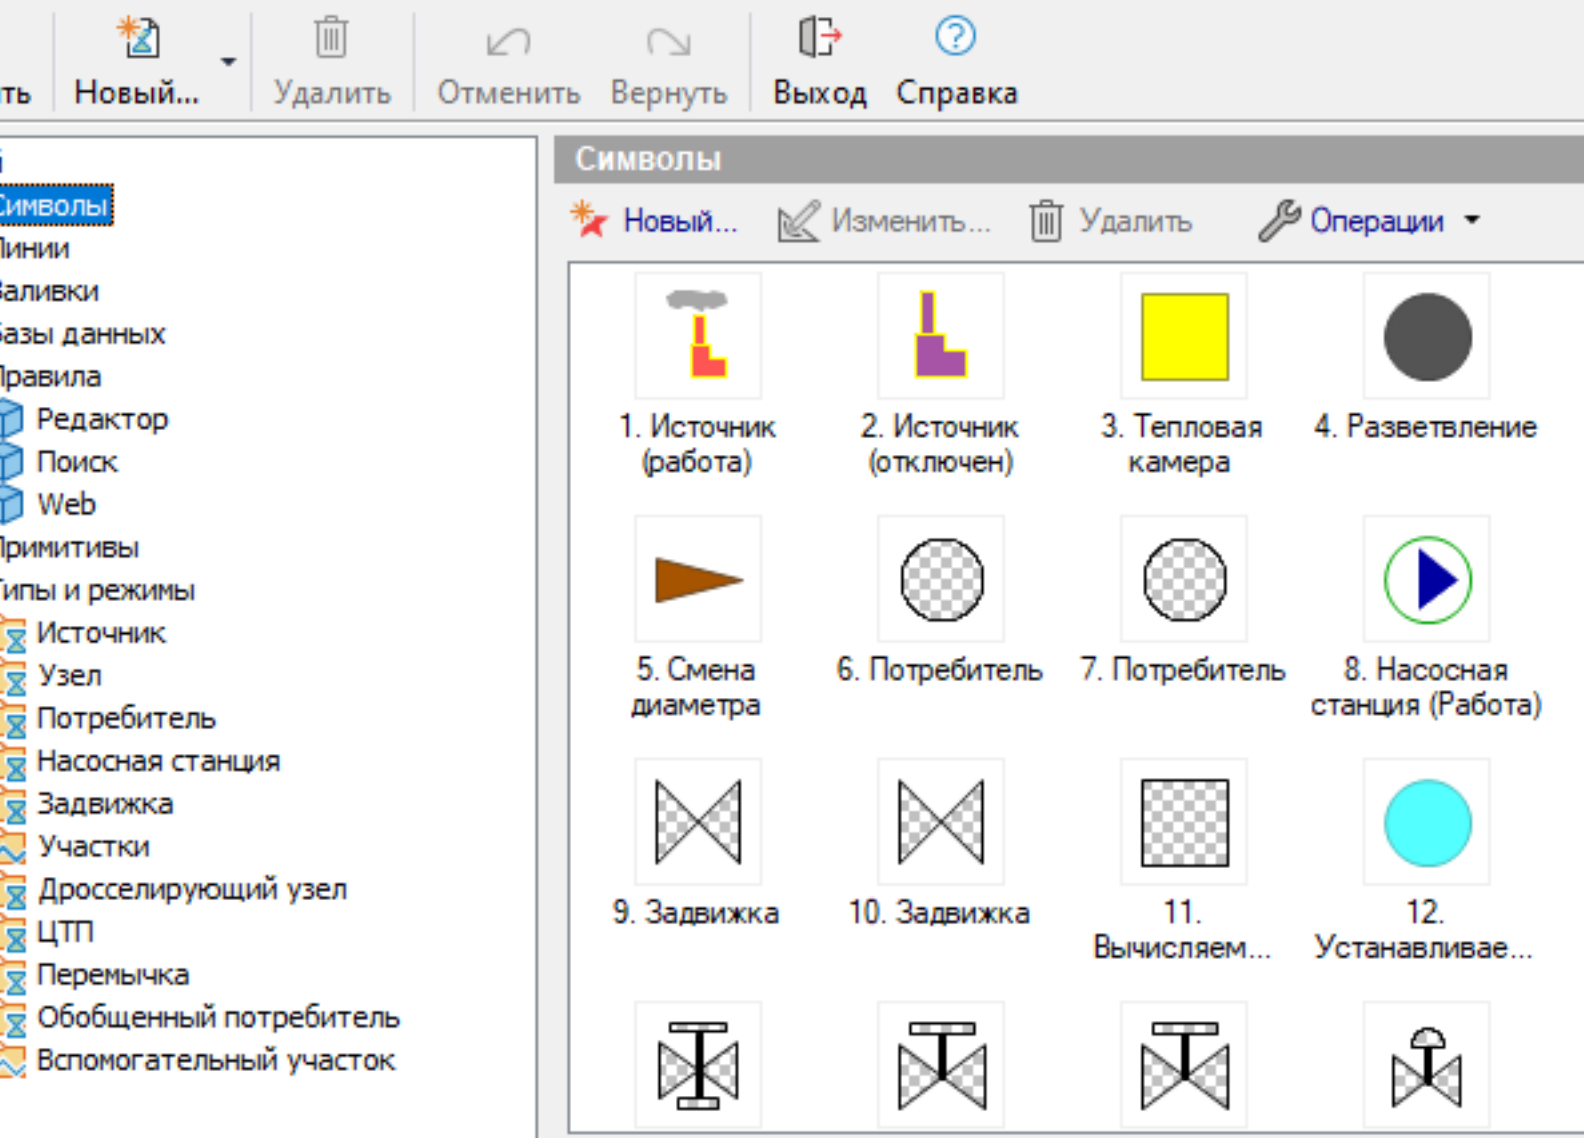 ть Новый... Удалить Отменить Вернуть Выход Справка
Символы
Линии
Заливки
Базы данных
Правила
Редактор
Поиск
Web
Примитивы
Типы и режимы
Источник
Узел
Потребитель
Насосная станция
Задвижка
Участки
Дросселирующий узел
ЦТП
Перемычка
Обобщенный потребитель
Вспомогательный участок
Символы
Новый... Изменить... Удалить Операции
1. Источник
(работа)
2. Источник
(отключен)
3. Тепловая
камера
4. Разветвление
5. Смена
диаметра
6. Потребитель
7. Потребитель
8. Насосная
станция (Работа)
9. Задвижка
10. Задвижка
11.
Вычисляем...
12.
Устанавливае...